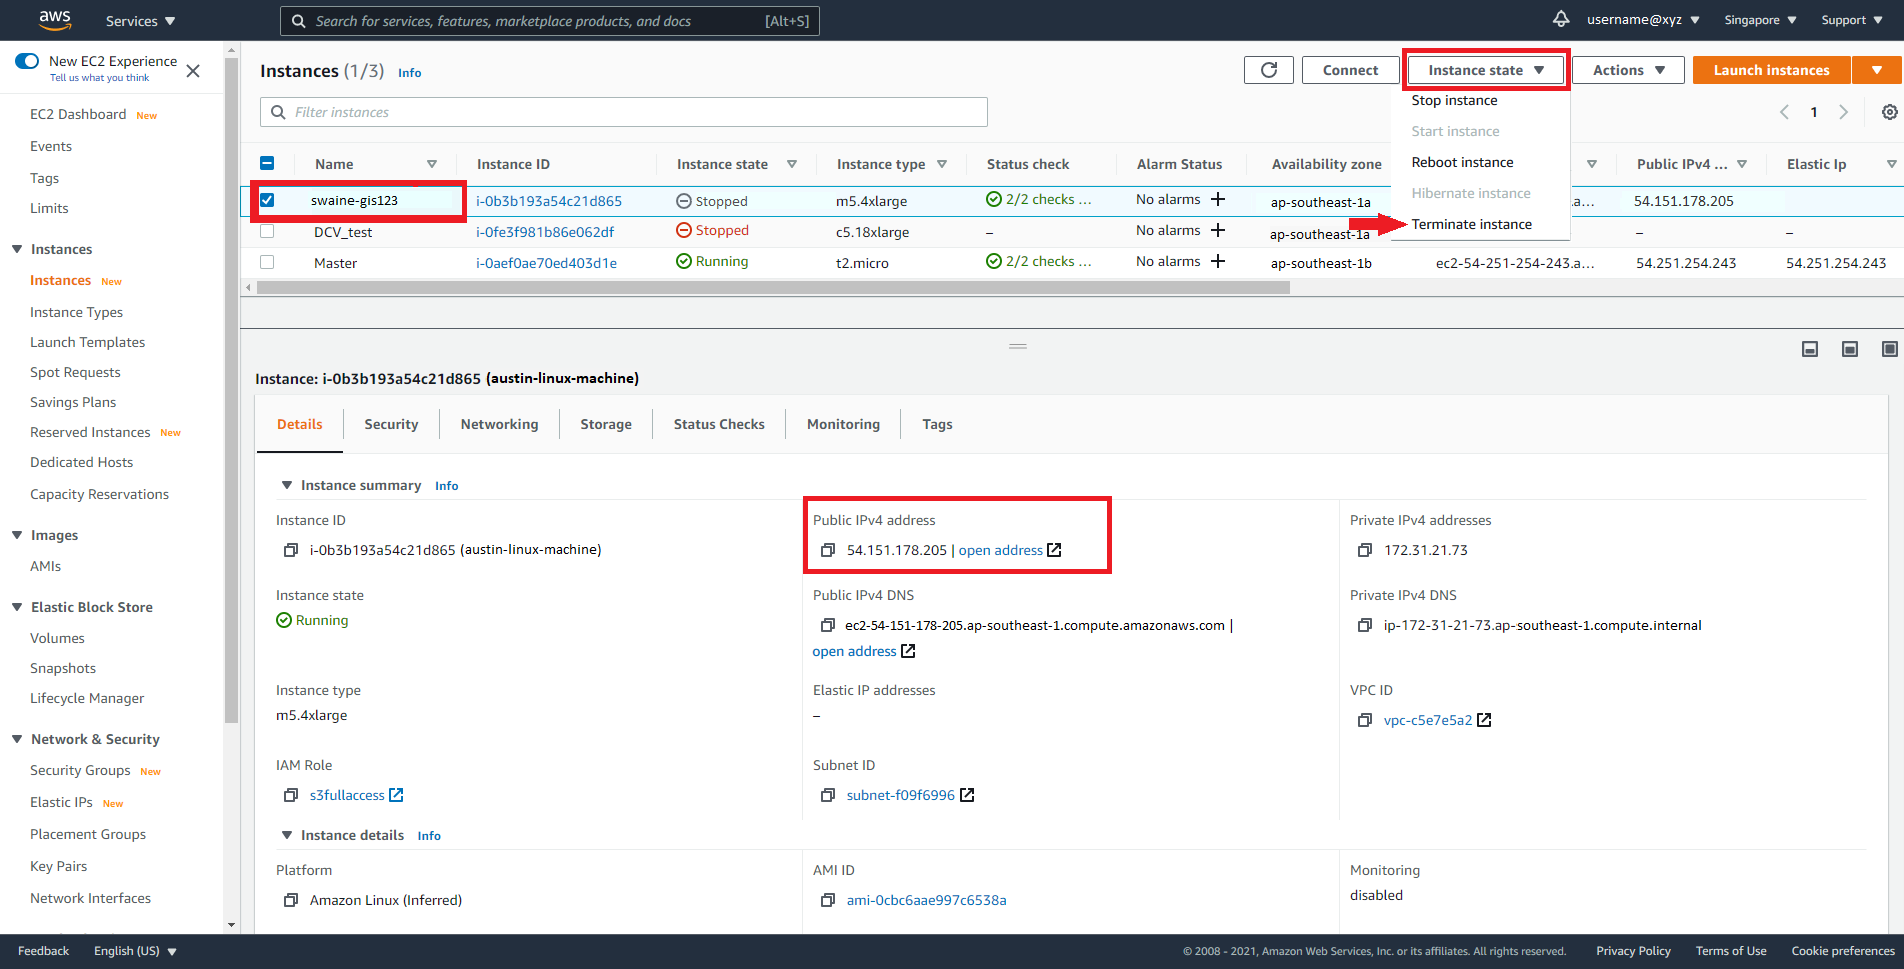 aws Services Search for services, features, marketplace products, and docs [Alt+S] username@xyz Singapore Support
New EC2 Experience
Tell us what you think
EC2 Dashboard New
Events
Tags
Limits
Instances
Instances New
Instance Types
Launch Templates
Spot Requests
Savings Plans
Reserved Instances New
Dedicated Hosts
Capacity Reservations
Images
AMIs
Elastic Block Store
Volumes
Snapshots
Lifecycle Manager
Network & Security
Security Groups New
Elastic IPs New
Placement Groups
Key Pairs
Network Interfaces
Instances (1/3) Info
Connect Instance state Actions Launch instances
Filter instances
1
Stop instance
Start instance
Reboot instance
Hibernate instance
Terminate instance
Name Instance ID Instance state Instance type Status check Alarm Status Availability zone Public IPv4 ... Elastic Ip
swaine-gis123 i-0b3b193a54c21d865 Stopped m5.4xlarge 2/2 checks ... No alarms + ap-southeast-1a .a... 54.151.178.205
DCV_test i-0fe3f981b86e062df Stopped c5.18xlarge – No alarms + ap-southeast-1a – –
Master i-0aef0ae70ed403d1e Running t2.micro 2/2 checks ... No alarms + ap-southeast-1b ec2-54-251-254-243.a... 54.251.254.243 54.251.254.243
Instance: i-0b3b193a54c21d865 (austin-linux-machine)
Details Security Networking Storage Status Checks Monitoring Tags
Instance summary Info
Instance ID
i-0b3b193a54c21d865 (austin-linux-machine)
Public IPv4 address
54.151.178.205 | open address
Private IPv4 addresses
172.31.21.73
Instance state
Running
Public IPv4 DNS
ec2-54-151-178-205.ap-southeast-1.compute.amazonaws.com |
open address
Private IPv4 DNS
ip-172-31-21-73.ap-southeast-1.compute.internal
Instance type
m5.4xlarge
Elastic IP addresses
–
VPC ID
vpc-c5e7e5a2
IAM Role
s3fullaccess
Subnet ID
subnet-f09f6996
Instance details Info
Platform
Amazon Linux (Inferred)
AMI ID
ami-0cbc6aae997c6538a
Monitoring
disabled
Feedback English (US) © 2008 - 2021, Amazon Web Services, Inc. or its affiliates. All rights reserved. Privacy Policy Terms of Use Cookie preferences